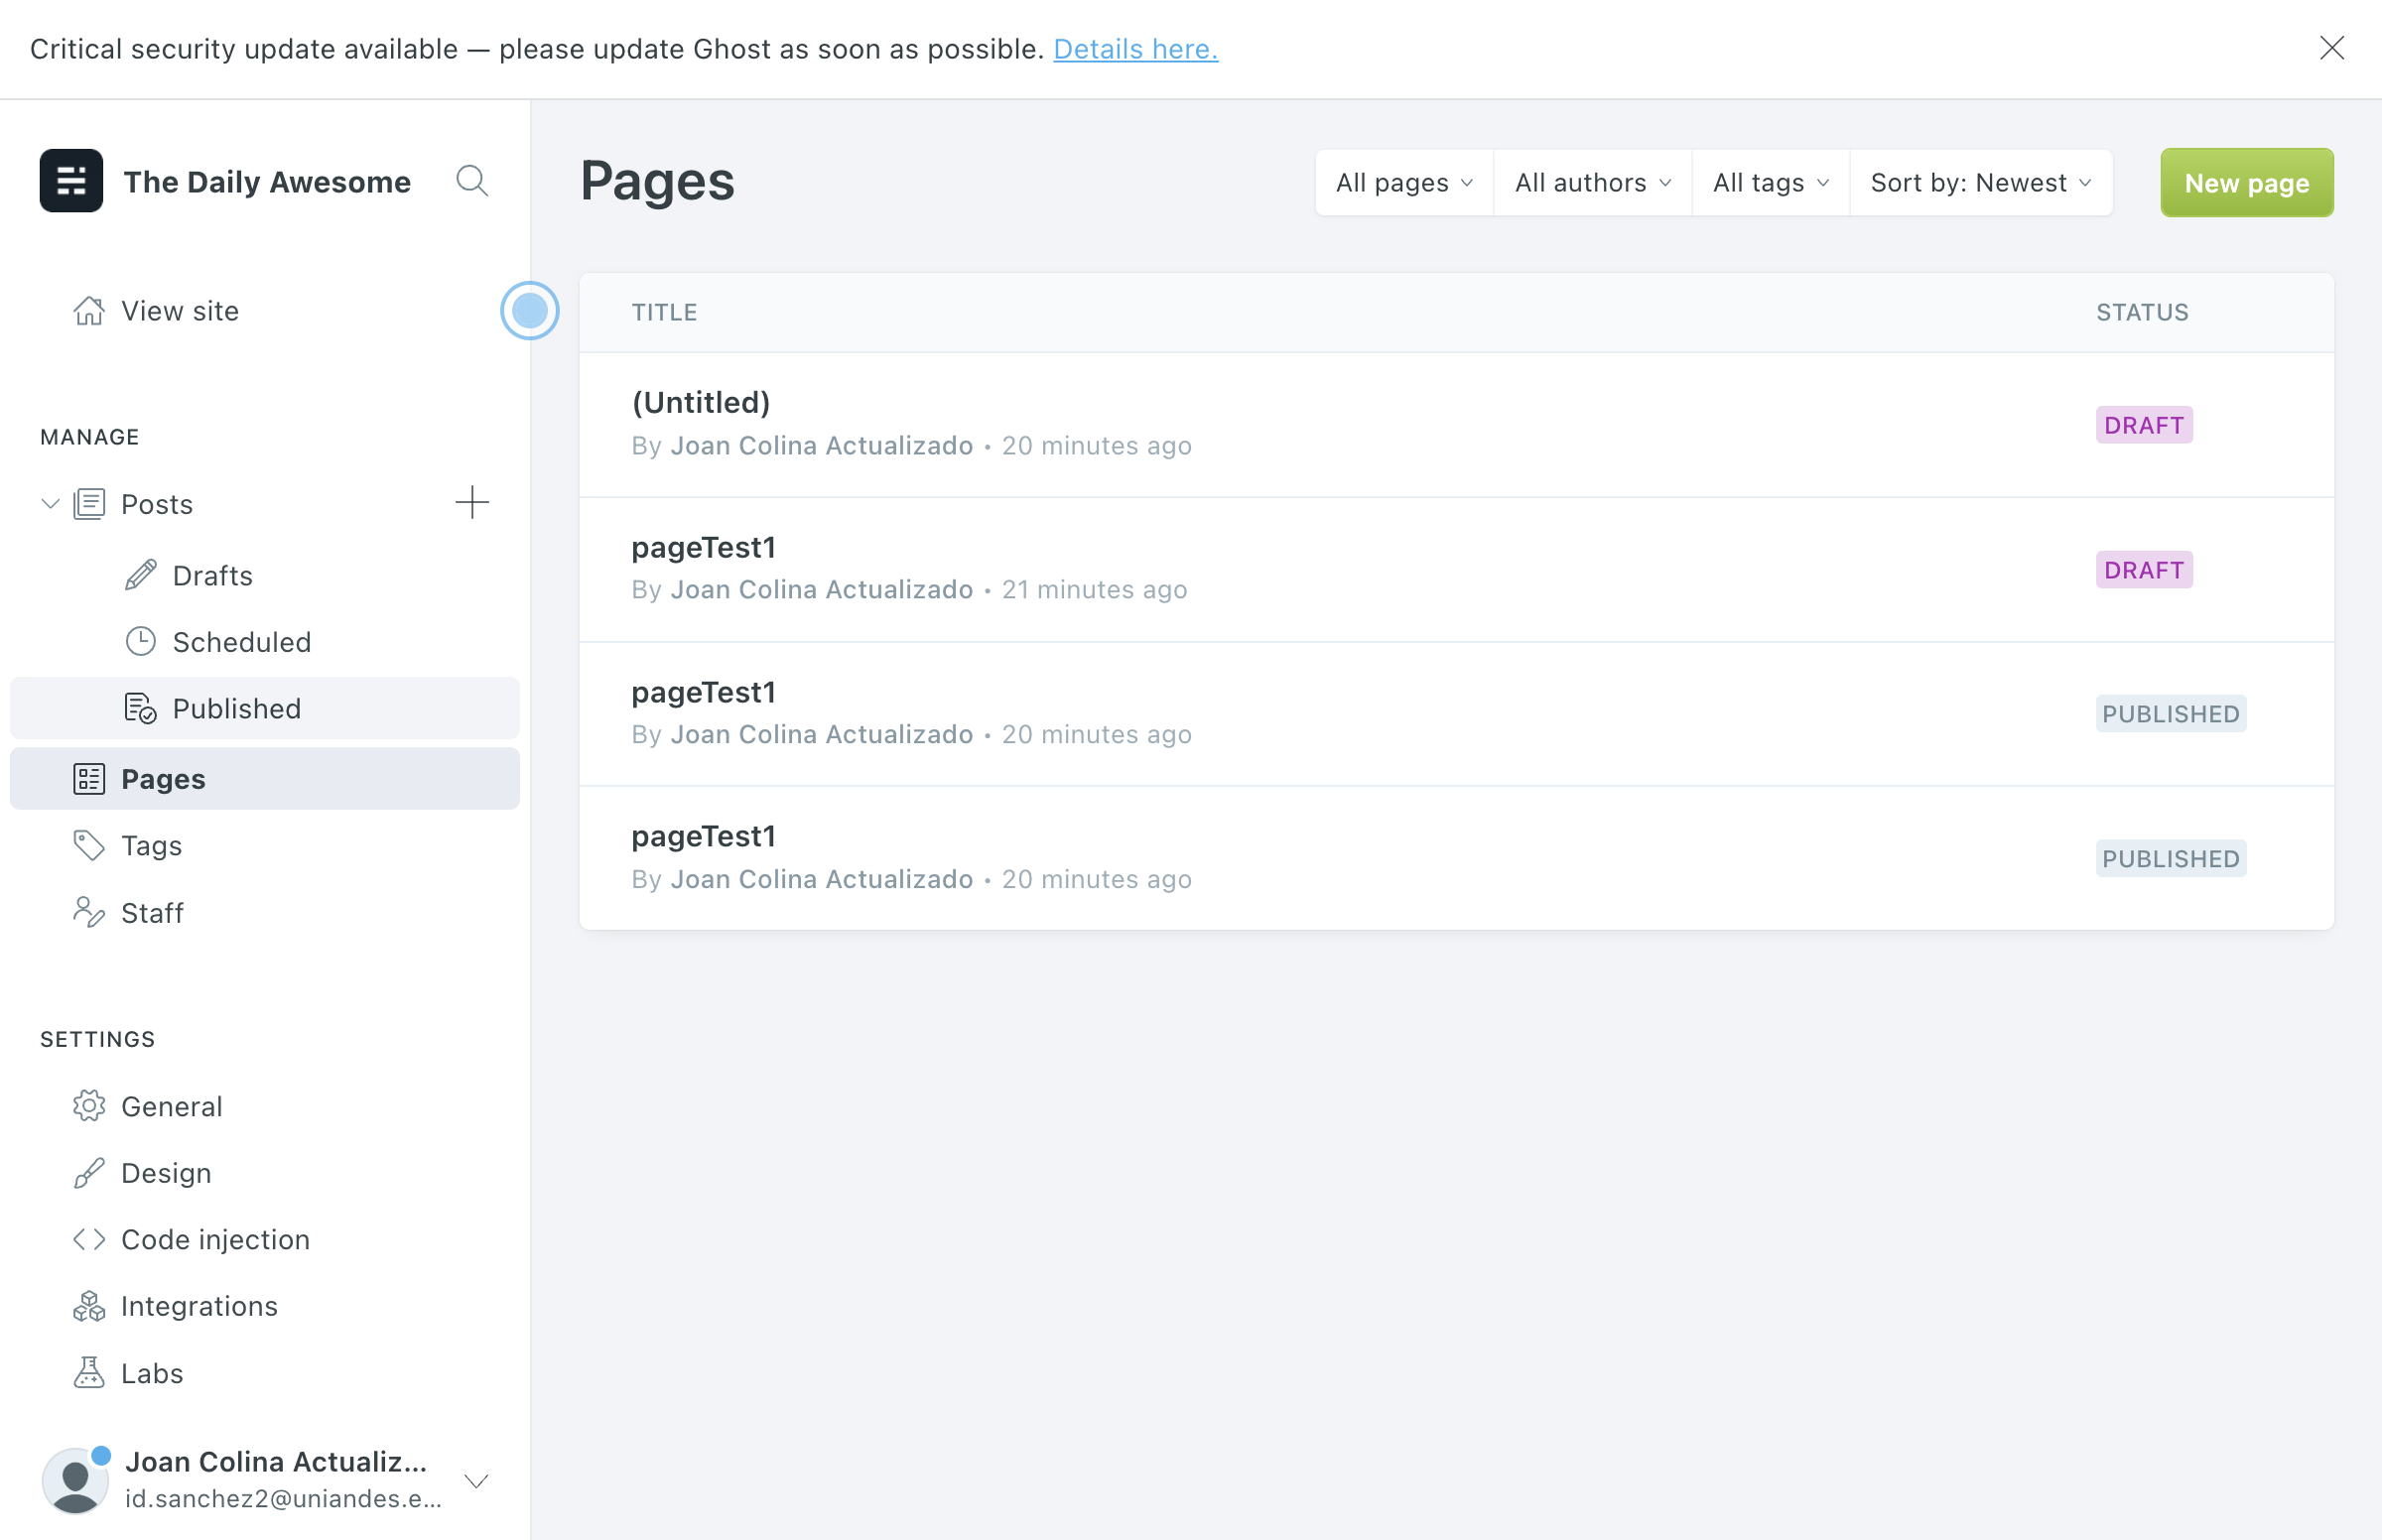 Critical security update available — please update Ghost as soon as possible. Details here.
The Daily Awesome
View site
MANAGE
Posts
Drafts
Scheduled
Published
Pages
Tags
Staff
SETTINGS
General
Design
Code injection
Integrations
Labs
Joan Colina Actualiz...
id.sanchez2@uniandes.e...
Pages
All pages All authors All tags Sort by: Newest New page
TITLE STATUS
(Untitled)
By Joan Colina Actualizado • 20 minutes ago
DRAFT
pageTest1
By Joan Colina Actualizado • 21 minutes ago
DRAFT
pageTest1
By Joan Colina Actualizado • 20 minutes ago
PUBLISHED
pageTest1
By Joan Colina Actualizado • 20 minutes ago
PUBLISHED